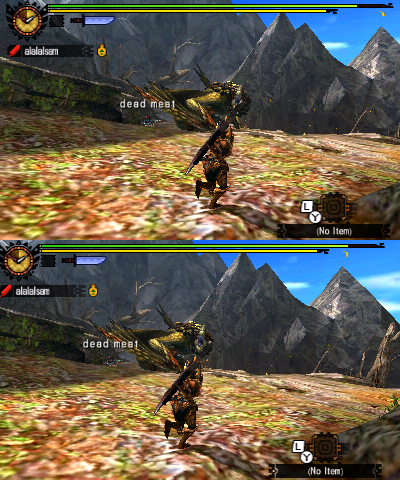 alalalsam
dead meat
L
Y
(No Item)
alalalsam
dead meat
L
Y
(No Item)